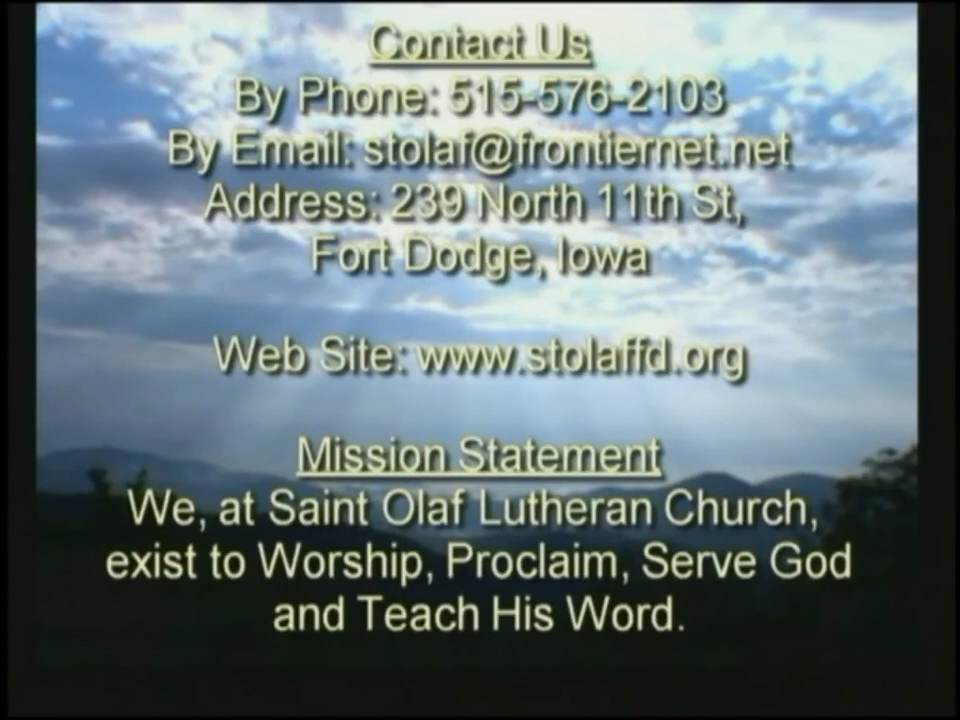 Contact Us
By Phone: 515-576-2103
By Email: stolaf@frontiernet.net
Address: 239 North 11th St,
Fort Dodge, Iowa
Web Site: www.stolaffd.org
Mission Statement
We, at Saint Olaf Lutheran Church,
exist to Worship, Proclaim, Serve God
and Teach His Word.